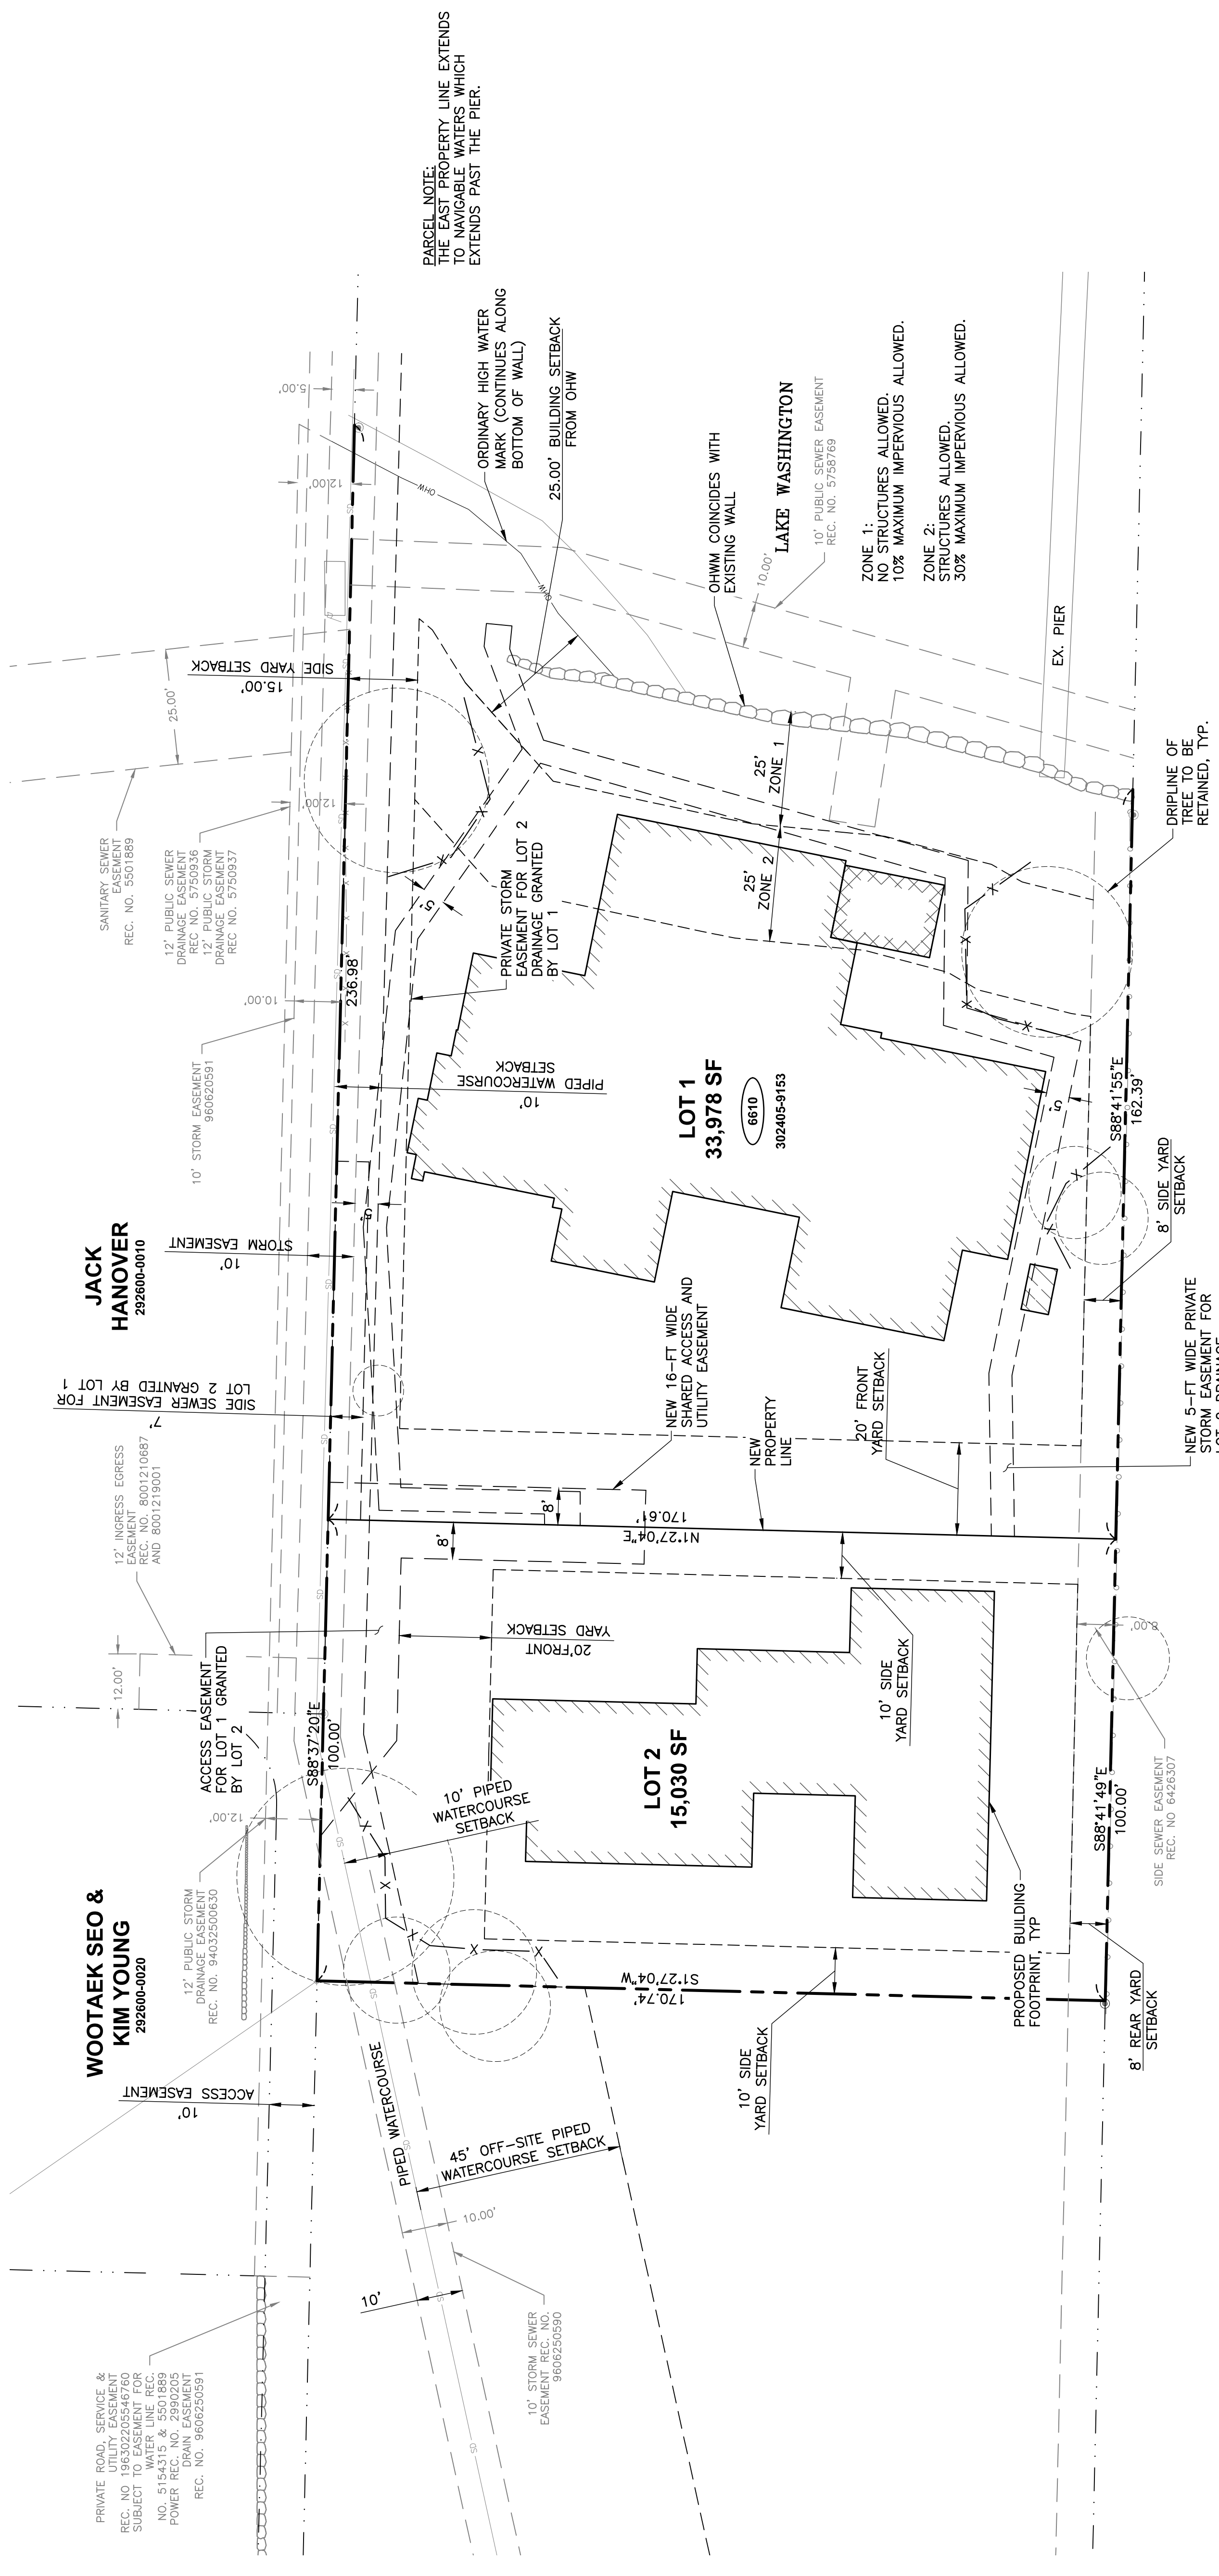 PARCEL NOTE:
THE EAST PROPERTY LINE EXTENDS
TO NAVIGABLE WATERS WHICH
EXTENDS PAST THE PIER.
ORDINARY HIGH WATER
MARK (CONTINUES ALONG
BOTTOM OF WALL)
25.00' BUILDING SETBACK
FROM OHW
OHWM COINCIDES WITH
EXISTING WALL
LAKE WASHINGTON
10' PUBLIC SEWER EASEMENT
REC. NO. 5758769
ZONE 1:
NO STRUCTURES ALLOWED.
10% MAXIMUM IMPERVIOUS ALLOWED.
ZONE 2:
STRUCTURES ALLOWED.
30% MAXIMUM IMPERVIOUS ALLOWED.
EX. PIER
10.00'
5.00'
12.00'
OHW
OHW
SD
25.00'
15.00'
SIDE YARD SETBACK
25'
ZONE 1
25'
ZONE 2
DRIPLINE OF
TREE TO BE
RETAINED, TYP.
SANITARY SEWER
EASEMENT
REC. NO. 5501889
12' PUBLIC SEWER
DRAINAGE EASEMENT
REC NO. 5750936
12' PUBLIC STORM
DRAINAGE EASEMENT
REC NO. 5750937
12.00'
10.00'
236.98'
5'
PRIVATE STORM
EASEMENT FOR LOT 2
DRAINAGE GRANTED
BY LOT 1
10' STORM EASEMENT
960620591
10'
PIPED WATERCOURSE
SETBACK
LOT 1
33,978 SF
6610
302405-9153
5'
S88°41'55"E
162.39'
8' SIDE YARD
SETBACK
JACK
HANOVER
292600-0010
10'
STORM EASEMENT
5'
7'
SIDE SEWER EASEMENT FOR
LOT 2 GRANTED BY LOT 1
NEW 16-FT WIDE
SHARED ACCESS AND
UTILITY EASEMENT
NEW
PROPERTY
LINE
20' FRONT
YARD SETBACK
NEW 5-FT WIDE PRIVATE
STORM EASEMENT FOR
12' INGRESS EGRESS
EASEMENT
REC. NO. 8001210687
AND 8001219001
8'
8'
N1°27'04"E
170.61'
12.00'
ACCESS EASEMENT
FOR LOT 1 GRANTED
BY LOT 2
S88°37'20"E
100.00'
20'FRONT
YARD SETBACK
10' SIDE
YARD SETBACK
8.00'
LOT 2
15,030 SF
10' PIPED
WATERCOURSE
SETBACK
S88°41'49"E
100.00'
SIDE SEWER EASEMENT
REC. NO 6426307
WOOTAEK SEO &
KIM YOUNG
292600-0020
12' PUBLIC STORM
DRAINAGE EASEMENT
REC. NO. 94032500630
12.00'
PROPOSED BUILDING
FOOTPRINT, TYP
S1°27'04"W
170.74'
10' SIDE
YARD SETBACK
8' REAR YARD
SETBACK
10'
ACCESS EASEMENT
PIPED WATERCOURSE
45' OFF-SITE PIPED
WATERCOURSE SETBACK
10.00'
10'
10' STORM SEWER
EASEMENT REC. NO.
9606250590
PRIVATE ROAD, SERVICE &
UTILITY EASEMENT
REC. NO 196302205546760
SUBJECT TO EASEMENT FOR
WATER LINE REC.
NO. 5154315 & 5501889
POWER REC. NO. 2990205
DRAIN EASEMENT
REC. NO. 9606250591